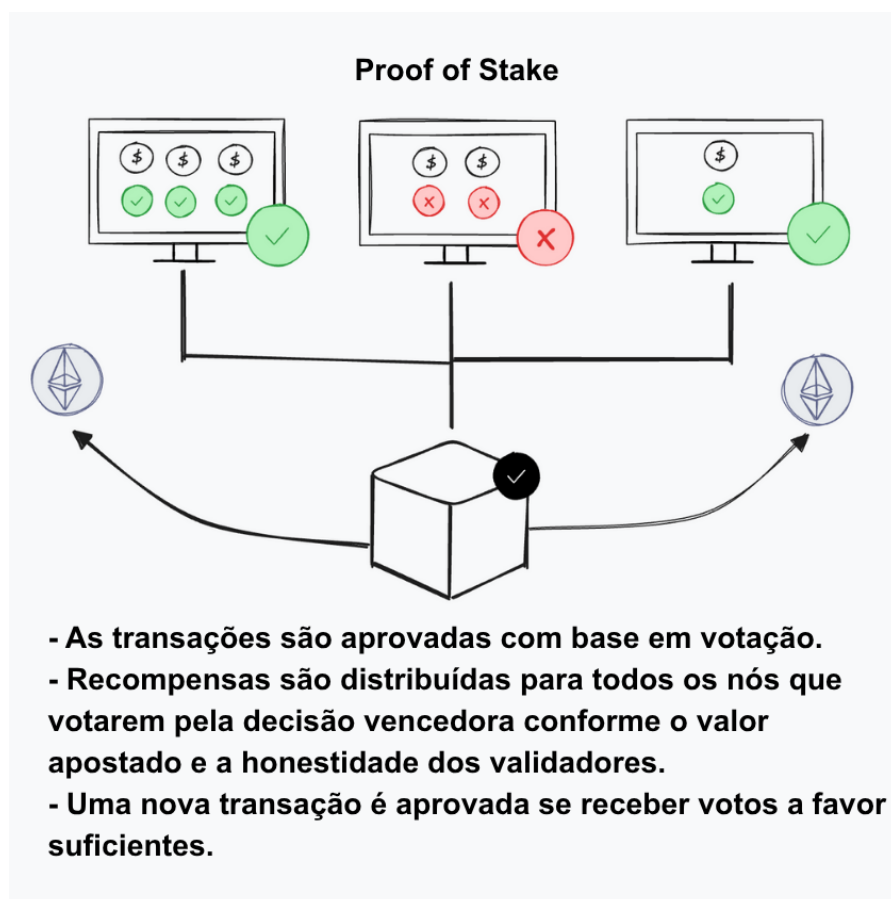 Proof of Stake
$ $ $
$ $
$
- As transações são aprovadas com base em votação.
- Recompensas são distribuídas para todos os nós que
votarem pela decisão vencedora conforme o valor
apostado e a honestidade dos validadores.
- Uma nova transação é aprovada se receber votos a favor
suficientes.